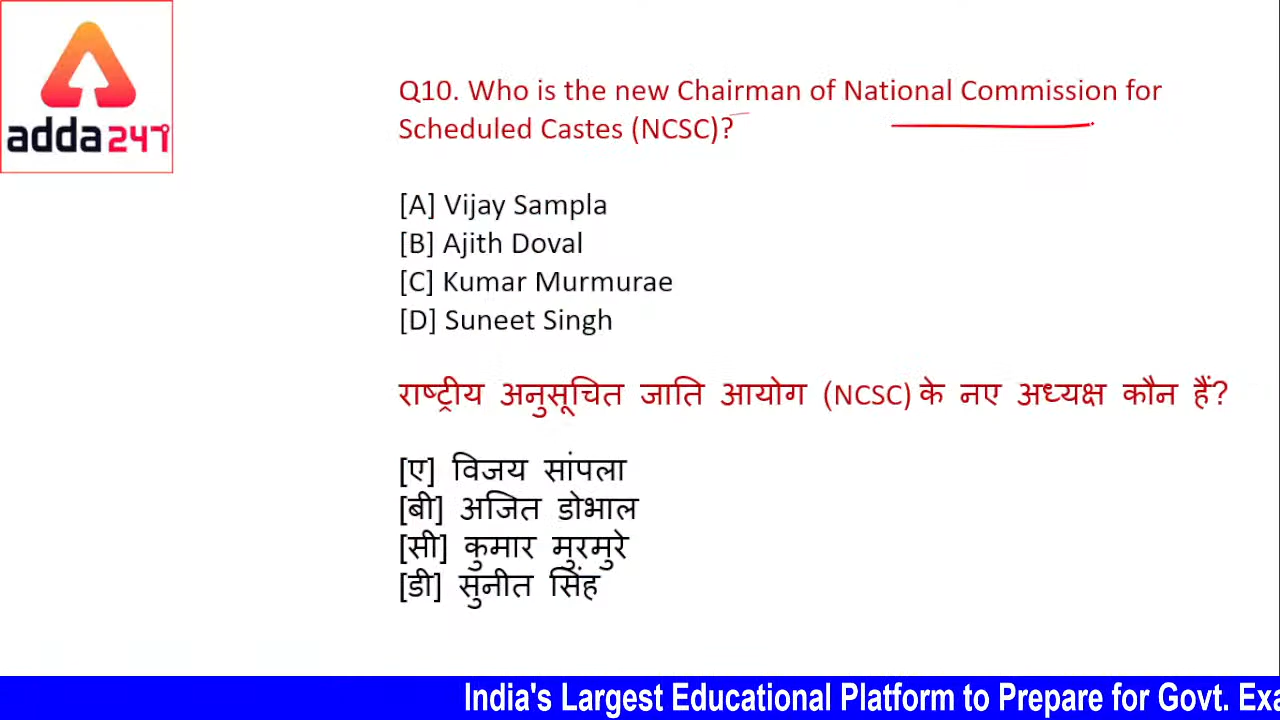 adda247
Q10. Who is the new Chairman of National Commission for
Scheduled Castes (NCSC)?
[A] Vijay Sampla
[B] Ajith Doval
[C] Kumar Murmurae
[D] Suneet Singh
राष्ट्रीय अनुसूचित जाति आयोग (NCSC) के नए अध्यक्ष कौन हैं?
[ए] विजय सांपला
[बी] अजित डोभाल
[सी] कुमार मुरमुरे
[डी] सुनीत सिंह
India's Largest Educational Platform to Prepare for Govt. Exa